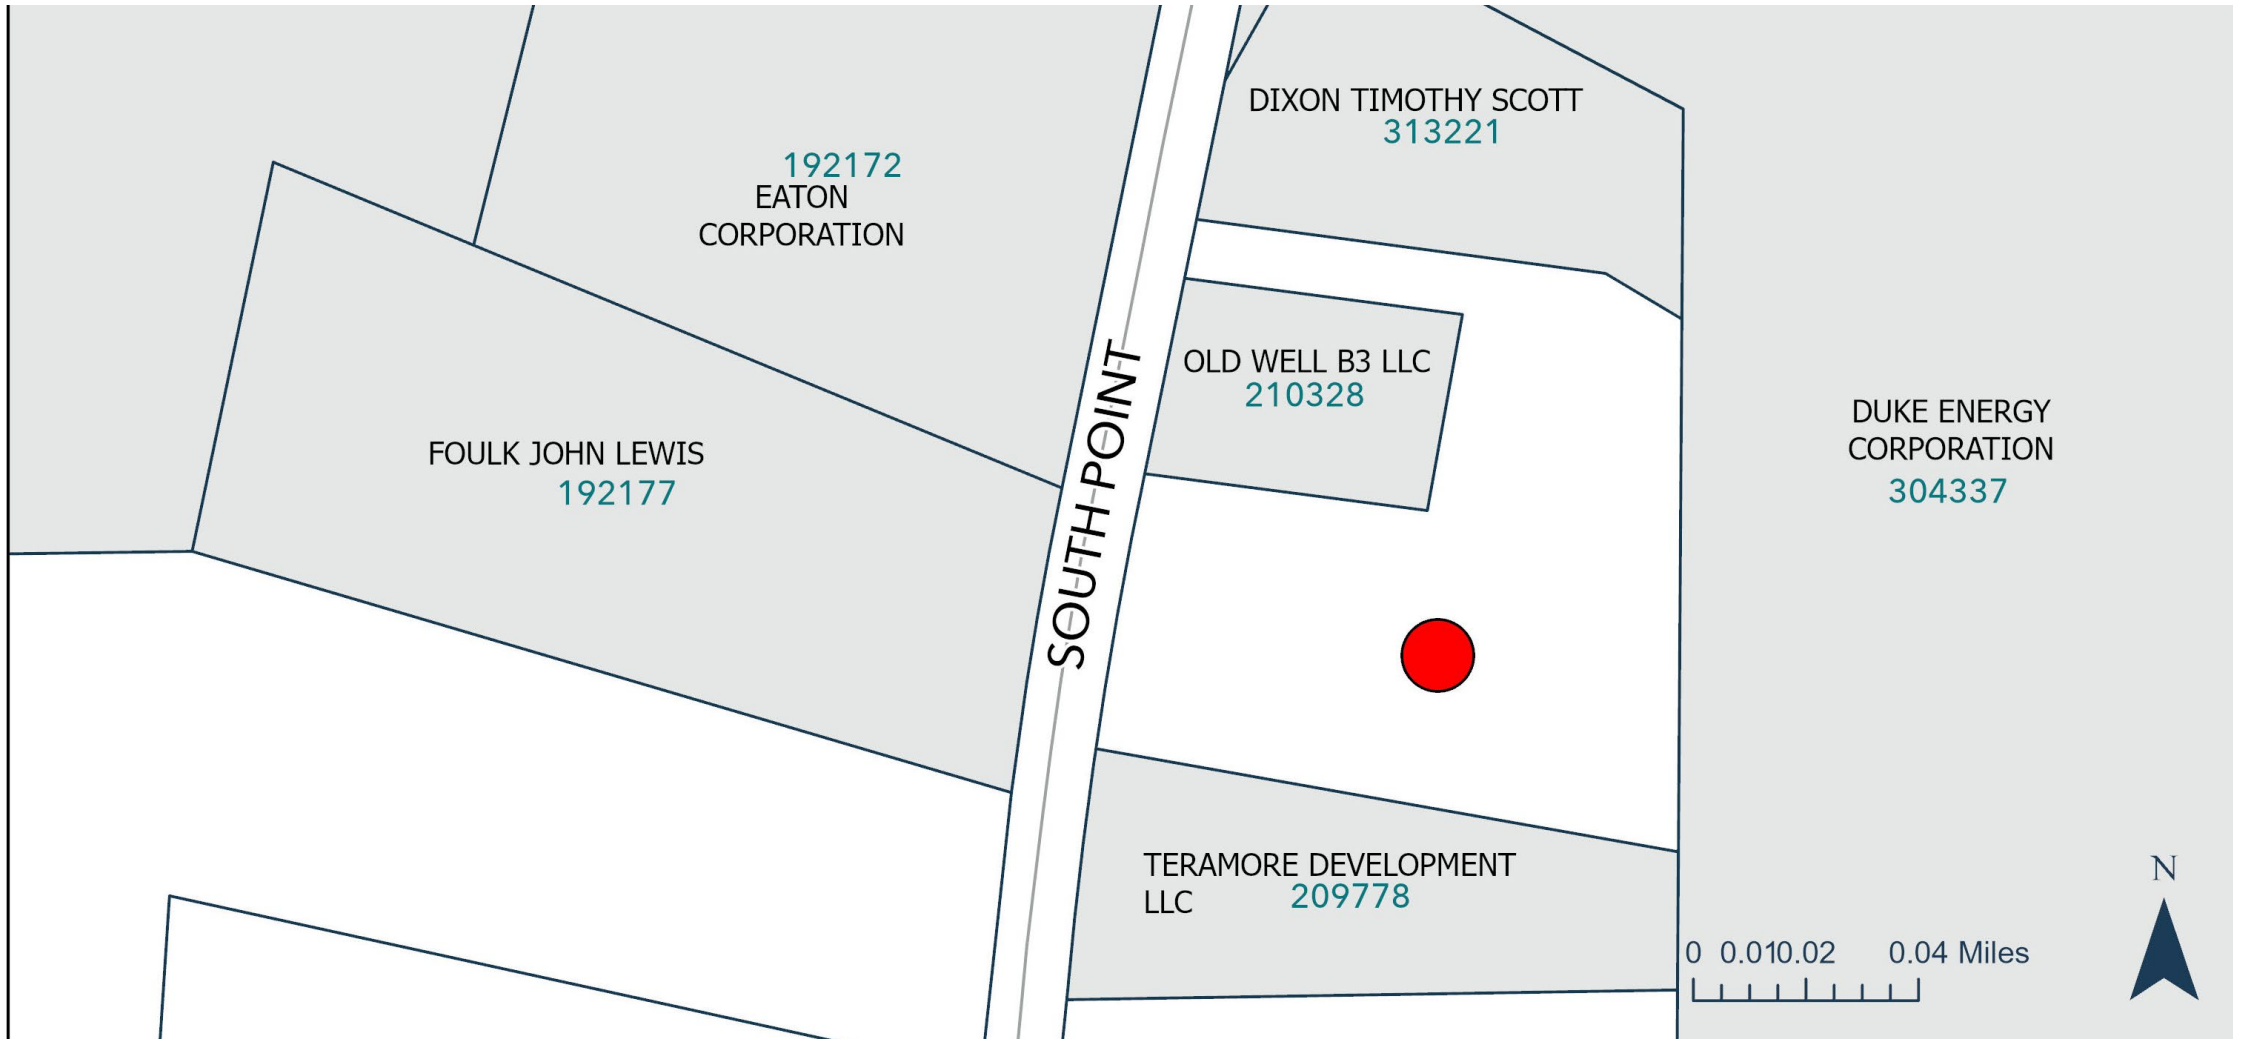 DIXON TIMOTHY SCOTT
313221
192172
EATON
CORPORATION
OLD WELL B3 LLC
210328
SOUTH POINT
DUKE ENERGY
CORPORATION
304337
FOULK JOHN LEWIS
192177
TERAMORE DEVELOPMENT
LLC
209778
N
0 0.010.02 0.04 Miles